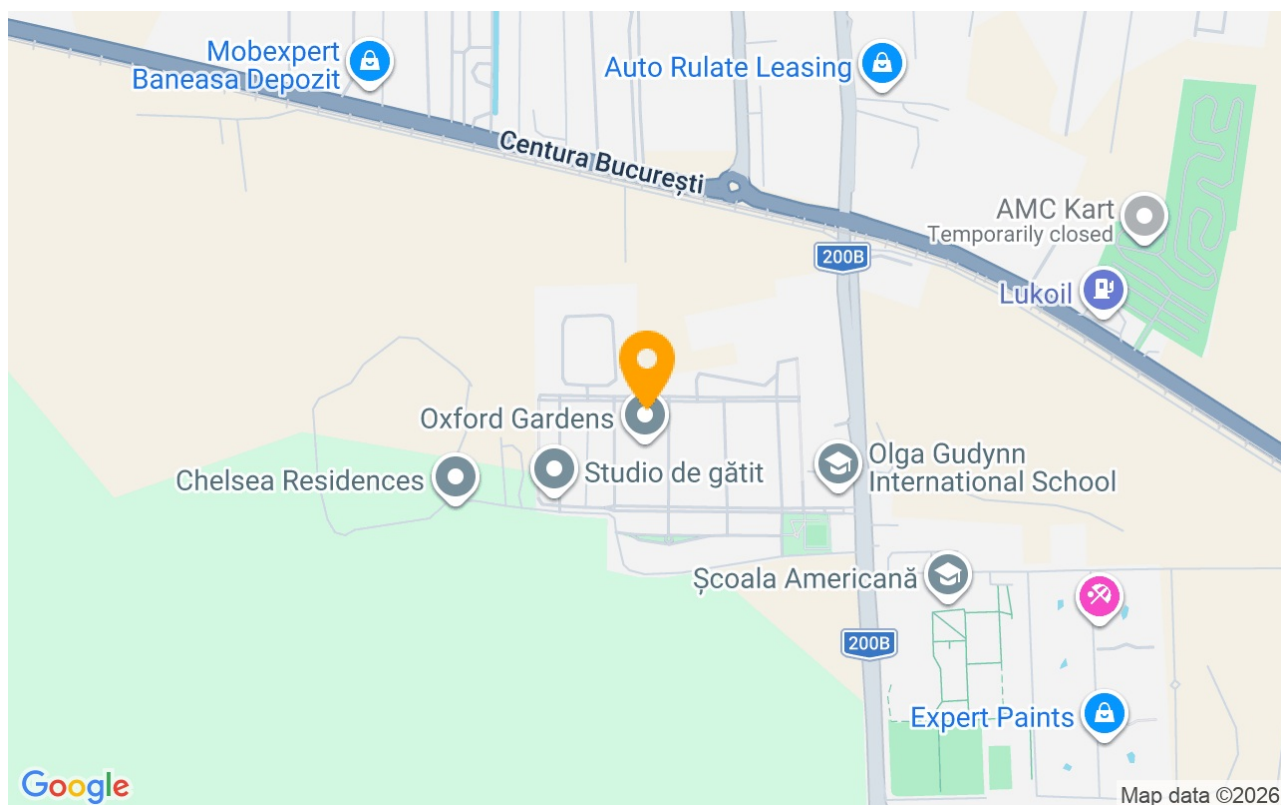 Mobexpert
Baneasa Depozit
Auto Rulate Leasing
Centura București
AMC Kart
Temporarily closed
200B
Lukoil
Oxford Gardens
Chelsea Residences
Studio de gătit
Olga Gudynn
International School
Școala Americană
200B
Expert Paints
Google
Map data ©2026